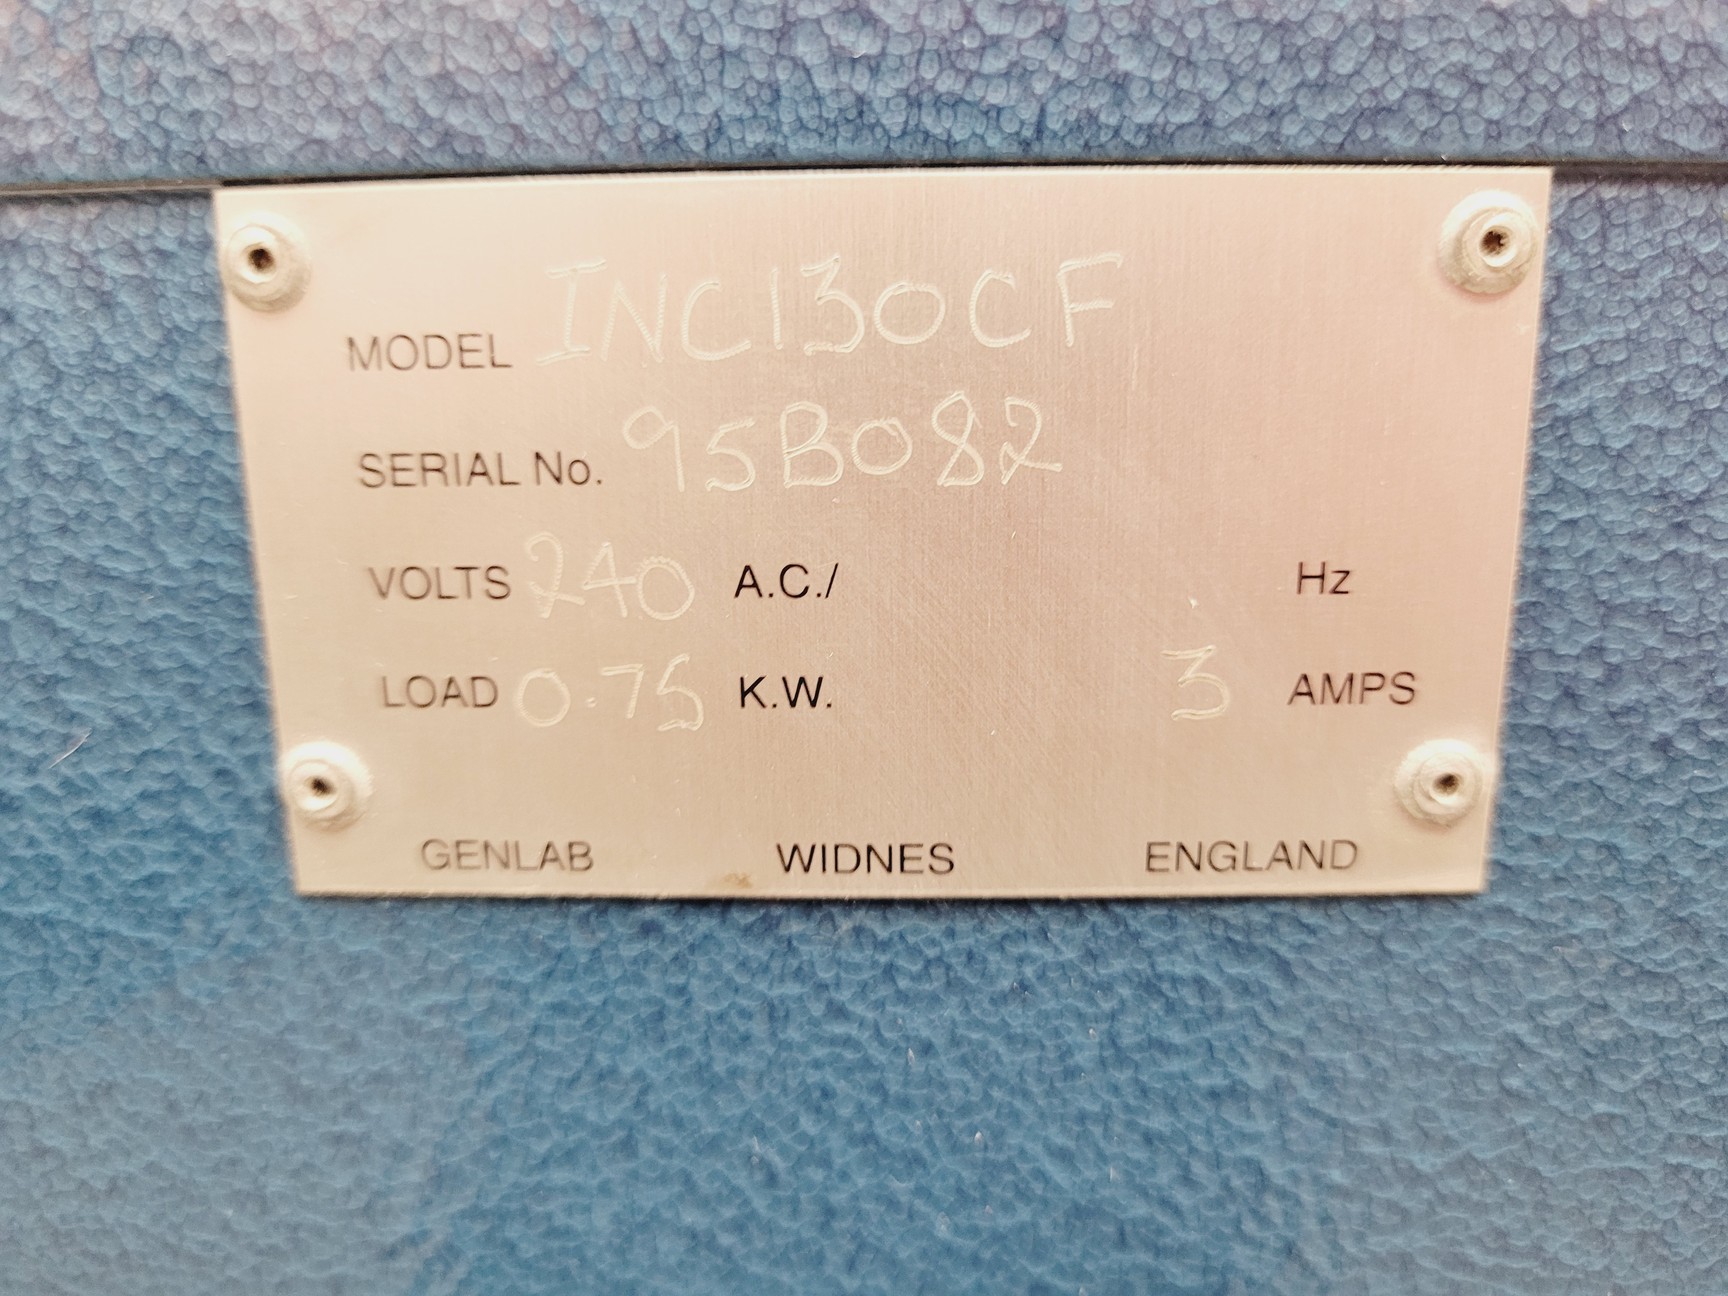 MODEL INC130CF
SERIAL No. 95B082
VOLTS 240 A.C./ Hz
LOAD 0.75 K.W. 3 AMPS
GENLAB WIDNES ENGLAND